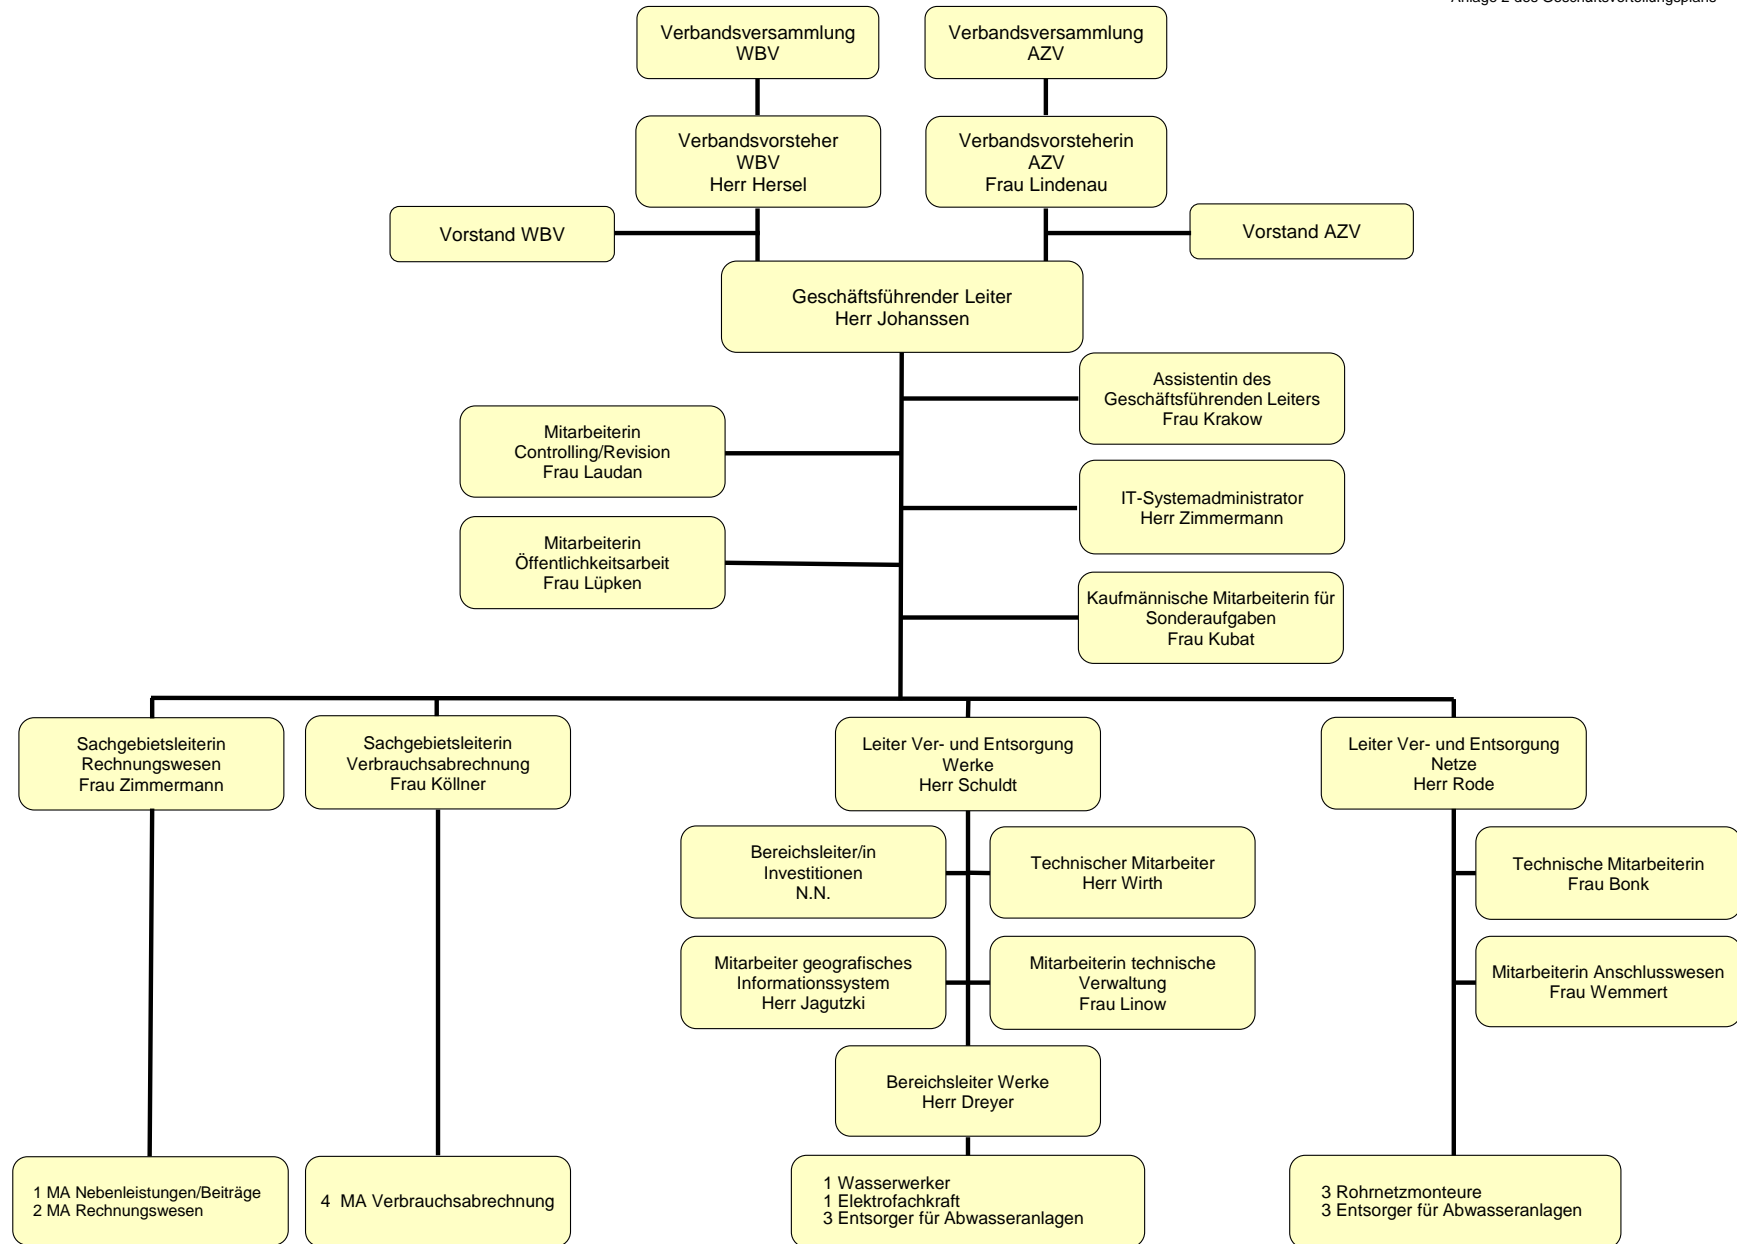 Anlage 2 des Geschäftsverteilungsplans
Verbandsversammlung
WBV
Verbandsversammlung
AZV
Verbandsvorsteher
WBV
Herr Hersel
Verbandsvorsteherin
AZV
Frau Lindenau
Vorstand WBV
Vorstand AZV
Geschäftsführender Leiter
Herr Johanssen
Assistentin des
Geschäftsführenden Leiters
Frau Krakow
Mitarbeiterin
Controlling/Revision
Frau Laudan
IT-Systemadministrator
Herr Zimmermann
Mitarbeiterin
Öffentlichkeitsarbeit
Frau Lüpken
Kaufmännische Mitarbeiterin für
Sonderaufgaben
Frau Kubat
Sachgebietsleiterin
Rechnungswesen
Frau Zimmermann
Sachgebietsleiterin
Verbrauchsabrechnung
Frau Köllner
Leiter Ver- und Entsorgung
Werke
Herr Schuldt
Leiter Ver- und Entsorgung
Netze
Herr Rode
Bereichsleiter/in
Investitionen
N.N.
Technischer Mitarbeiter
Herr Wirth
Technische Mitarbeiterin
Frau Bonk
Mitarbeiter geografisches
Informationssystem
Herr Jagutzki
Mitarbeiterin technische
Verwaltung
Frau Linow
Mitarbeiterin Anschlusswesen
Frau Wemmert
Bereichsleiter Werke
Herr Dreyer
1 MA Nebenleistungen/Beiträge
2 MA Rechnungswesen
4 MA Verbrauchsabrechnung
1 Wasserwerker
1 Elektrofachkraft
3 Entsorger für Abwasseranlagen
3 Rohrnetzmonteure
3 Entsorger für Abwasseranlagen